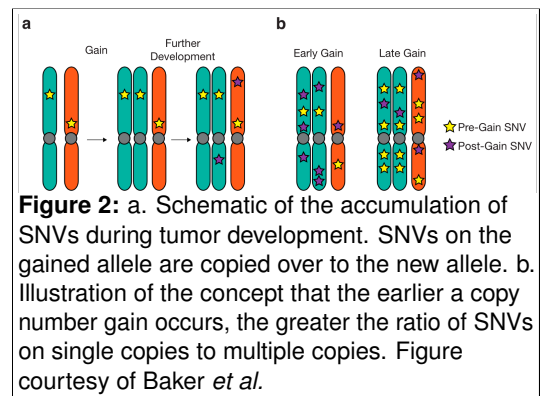 a
b
Gain
Further
Development
Early Gain
Late Gain
Pre-Gain SNV
Post-Gain SNV
Figure 2: a. Schematic of the accumulation of
SNVs during tumor development. SNVs on the
gained allele are copied over to the new allele. b.
Illustration of the concept that the earlier a copy
number gain occurs, the greater the ratio of SNVs
on single copies to multiple copies. Figure
courtesy of Baker et al.